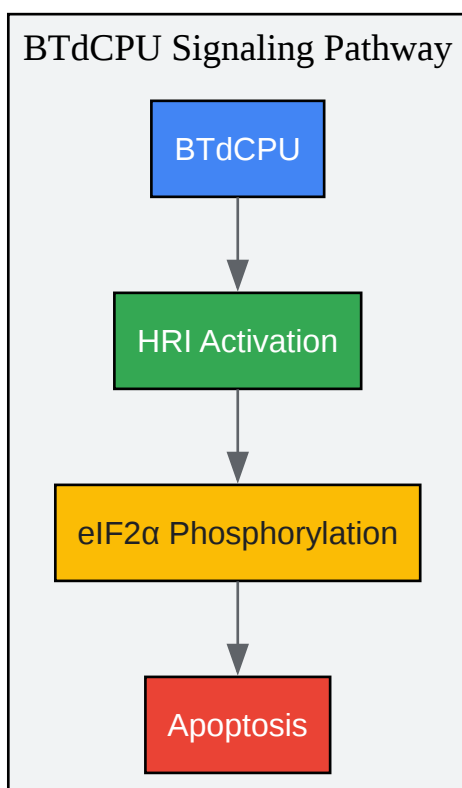 BTdCPU Signaling Pathway
BTdCPU
HRI Activation
eIF2α Phosphorylation
Apoptosis